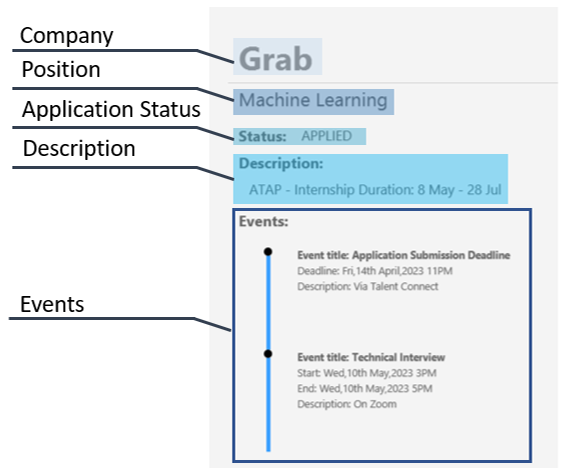 Company
Position
Application Status
Description
Events
Grab
Machine Learning
Status: APPLIED
Description:
ATAP - Internship Duration: 8 May - 28 Jul
Events:
Event title: Application Submission Deadline
Deadline: Fri,14th April,2023 11PM
Description: Via Talent Connect
Event title: Technical Interview
Start: Wed,10th May,2023 3PM
End: Wed,10th May,2023 5PM
Description: On Zoom